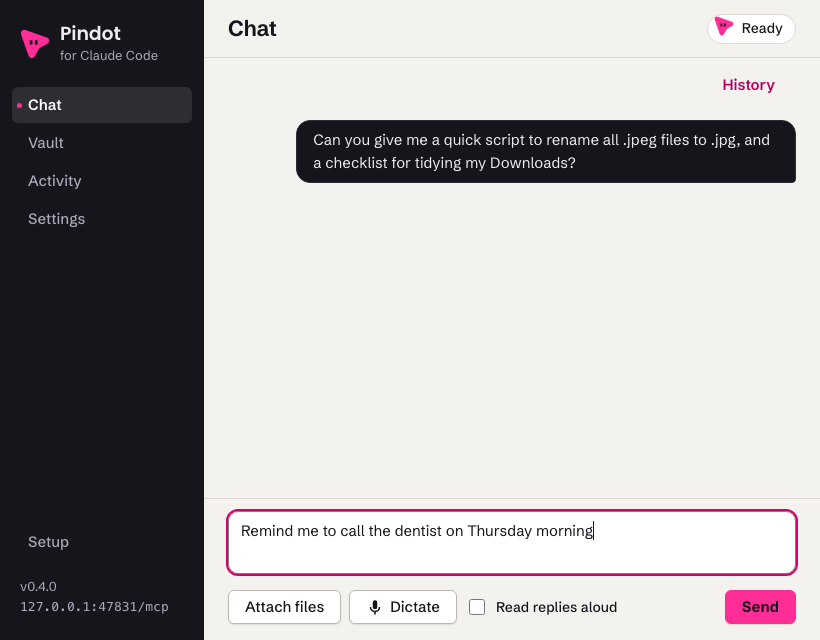 Pindot
for Claude Code
Chat
Vault
Activity
Settings
Setup
v0.4.0
127.0.0.1:47831/mcp
Chat
Ready
History
Can you give me a quick script to rename all .jpeg files to .jpg, and
a checklist for tidying my Downloads?
Remind me to call the dentist on Thursday morning
Attach files
Dictate
Read replies aloud
Send